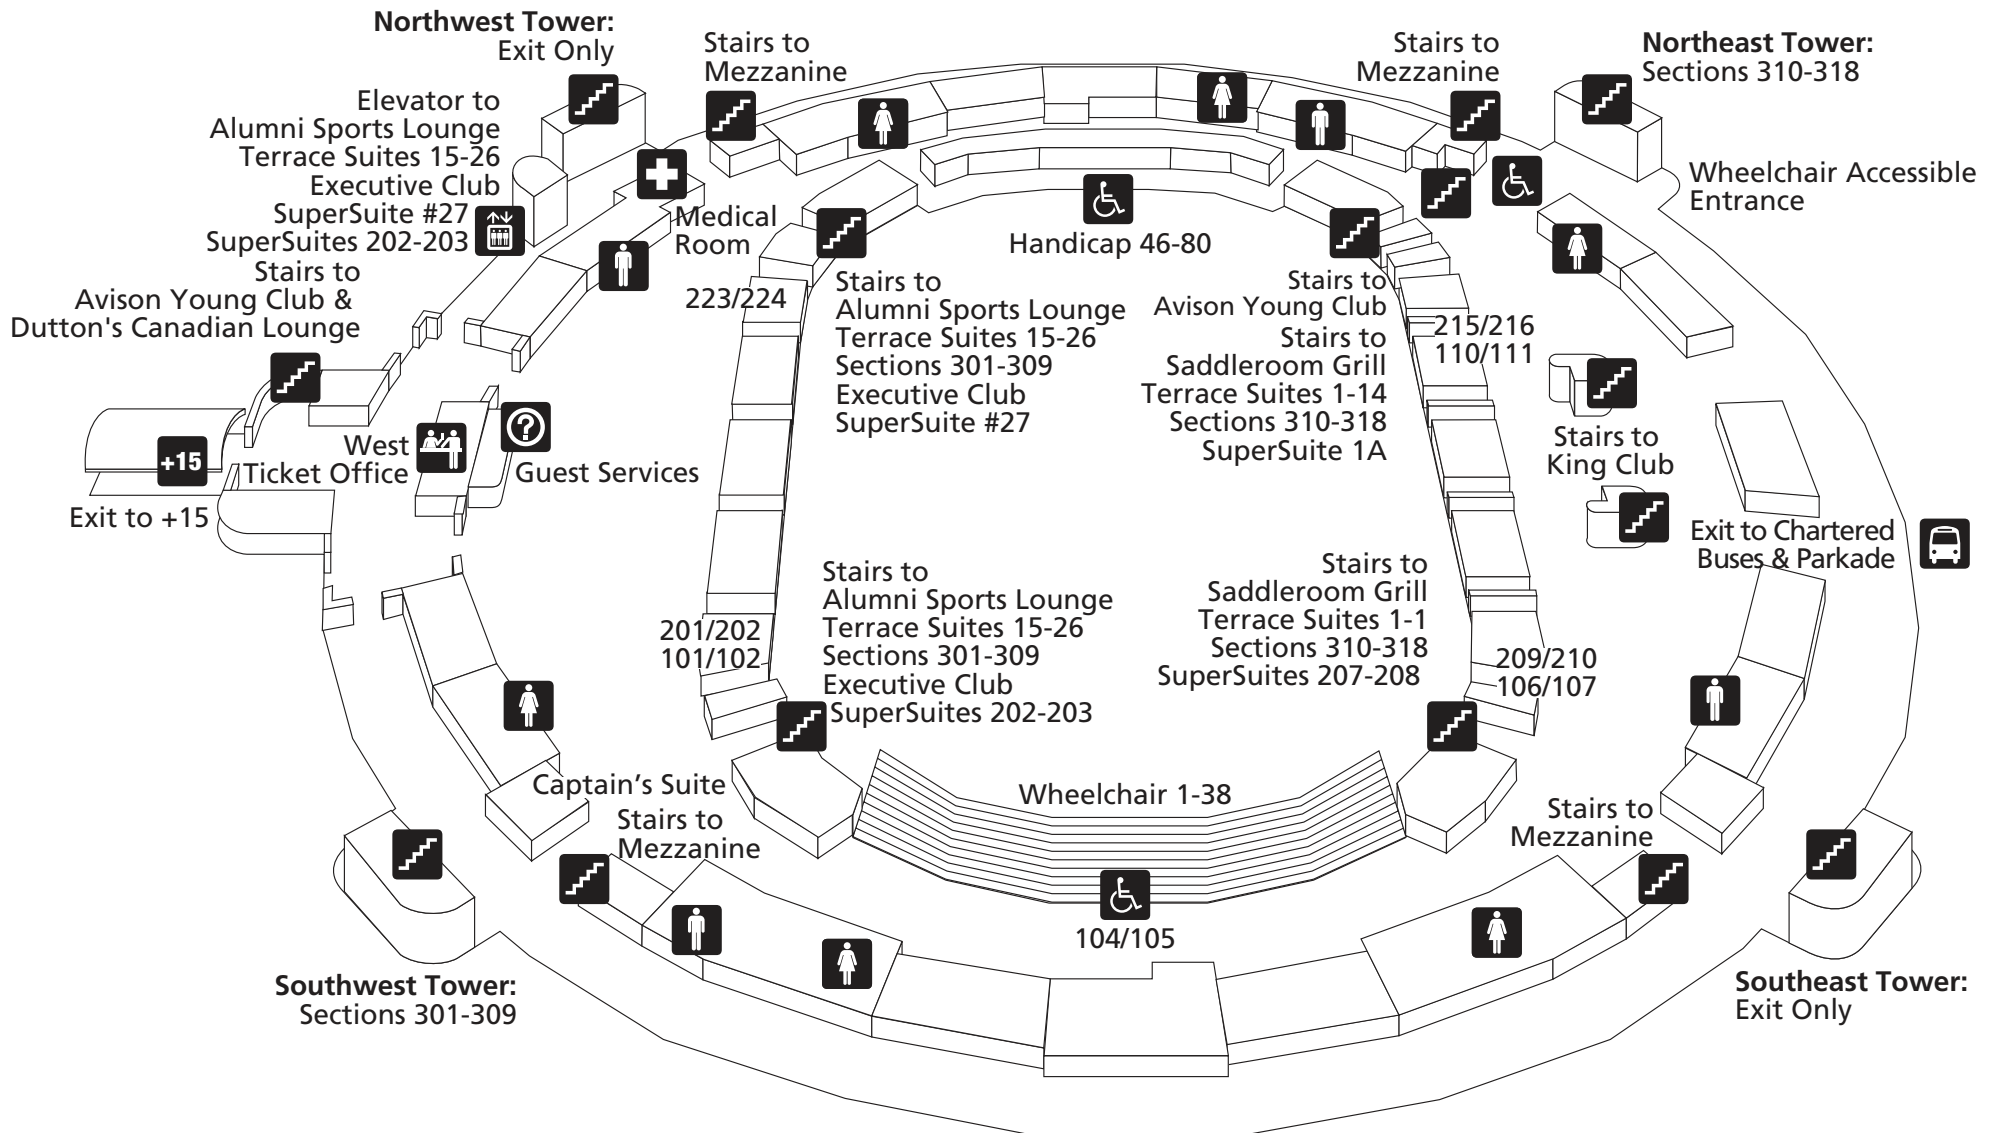 Northwest Tower:
Exit Only
Stairs to
Mezzanine
Stairs to
Mezzanine
Northeast Tower:
Sections 310-318
Elevator to
Alumni Sports Lounge
Terrace Suites 15-26
Executive Club
SuperSuite #27
SuperSuites 202-203
Medical
Room
Wheelchair Accessible
Entrance
Handicap 46-80
Stairs to
Avison Young Club &
Dutton's Canadian Lounge
223/224
Stairs to
Alumni Sports Lounge
Terrace Suites 15-26
Sections 301-309
Executive Club
SuperSuite #27
Stairs to
Avison Young Club
Stairs to
Saddleroom Grill
Terrace Suites 1-14
Sections 310-318
SuperSuite 1A
215/216
110/111
Stairs to
King Club
West
Ticket Office
?
Guest Services
+15
Exit to +15
Exit to Chartered
Buses & Parkade
Stairs to
Alumni Sports Lounge
Terrace Suites 15-26
Sections 301-309
Executive Club
SuperSuites 202-203
Stairs to
Saddleroom Grill
Terrace Suites 1-1
Sections 310-318
SuperSuites 207-208
201/202
101/102
209/210
106/107
Captain's Suite
Wheelchair 1-38
Stairs to
Mezzanine
Stairs to
Mezzanine
104/105
Southwest Tower:
Sections 301-309
Southeast Tower:
Exit Only